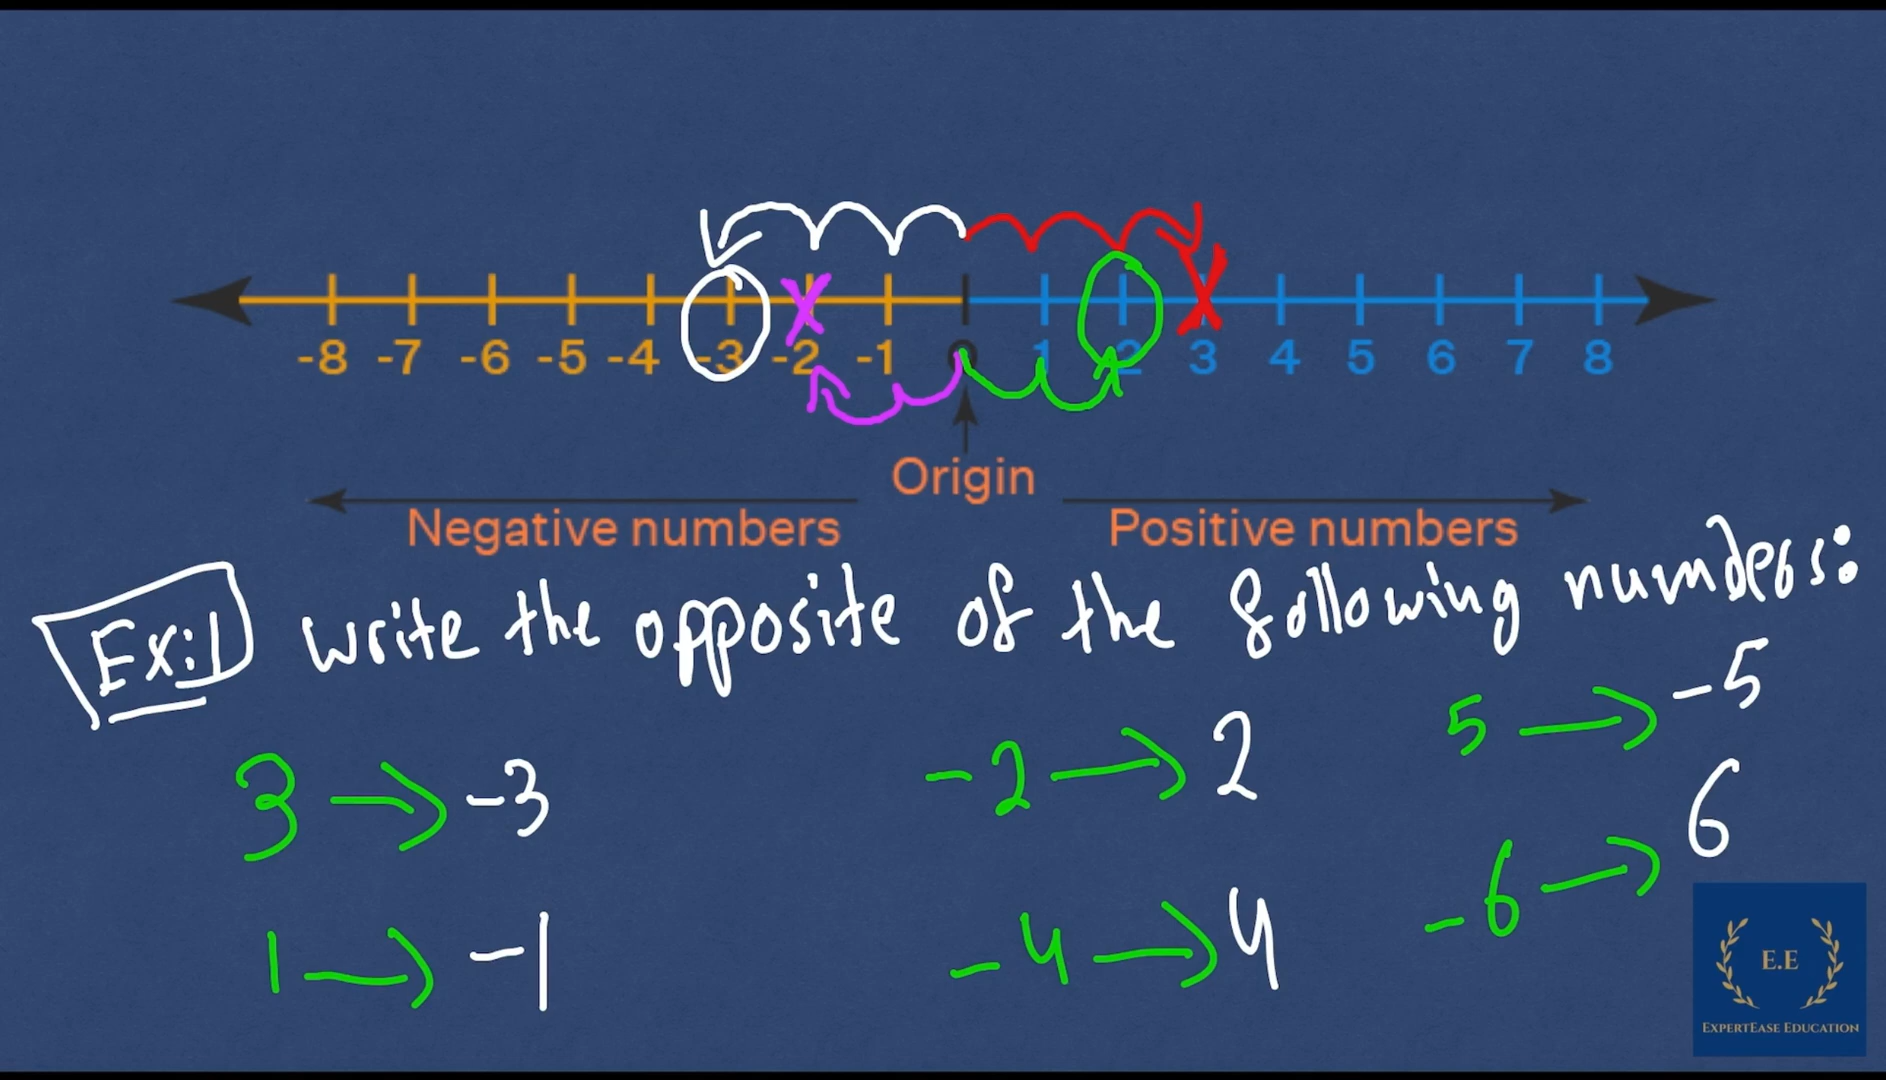 -8 -7 -6 -5 -4 -3 -2 -1 0 1 2 3 4 5 6 7 8
Origin
Negative numbers Positive numbers
Ex:1 write the opposite of the following numbers:
3 → -3 -2 → 2 5 → -5
1 → -1 -4 → 4 -6 → 6
E.E
EXPERTEASE EDUCATION